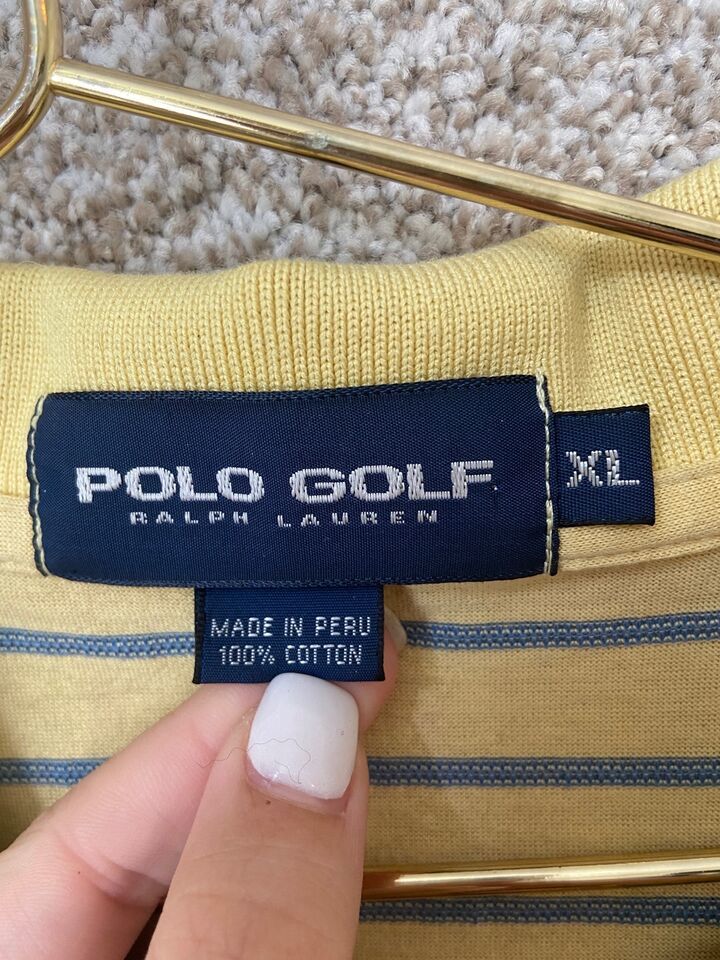 POLO GOLF
RALPH LAUREN
XL
MADE IN PERU
100% COTTON